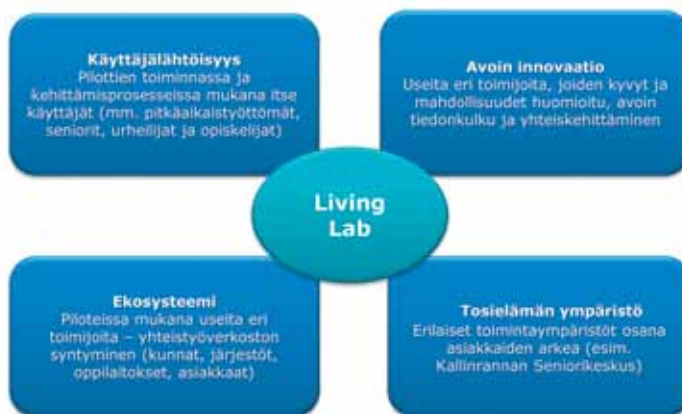 Käyttäjälähtöisyys
Pilottien toiminnassa ja
kehittämisprosesseissa mukana itse
käyttäjät (mm. pitkäaikaistyöttömät,
seniorit, urheilijat ja opiskelijat)
Avoin innovaatio
Useita eri toimijoita, joiden kyvyt ja
mahdollisuudet huomioitu, avoin
tiedonkulku ja yhteiskehittäminen
Living
Lab
Ekosysteemi
Piloteissa mukana useita eri
toimijoita – yhteistyöverkoston
syntyminen (kunnat, järjestöt,
oppilaitokset, asiakkaat)
Tosielämän ympäristö
Erilaiset toimintaympäristöt osana
asiakkaiden arkea (esim.
Kallinrannan Seniorikeskus)